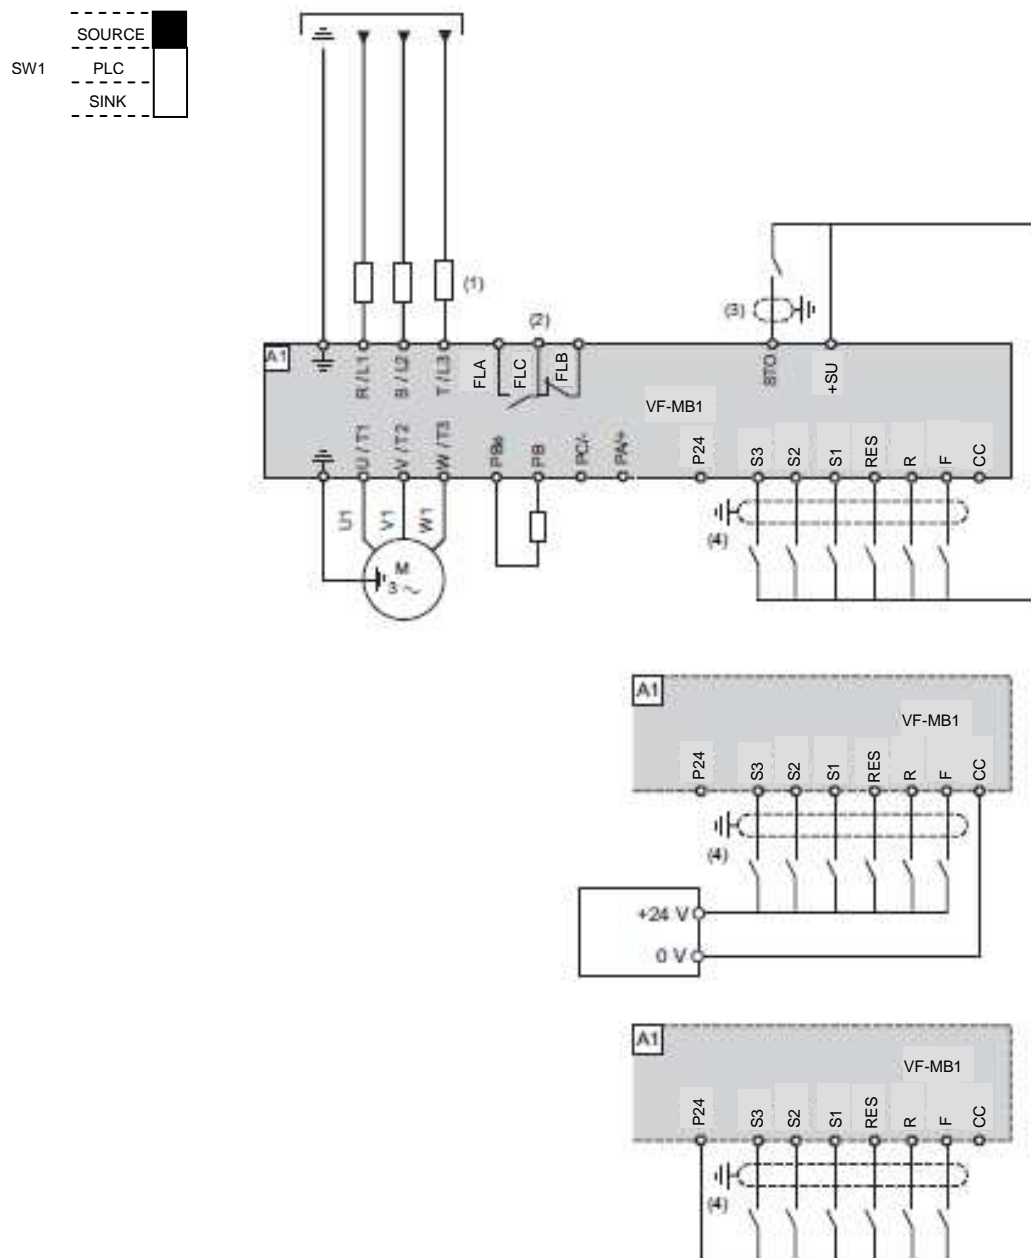 SOURCE
SW1 PLC
SINK
(1)
(3)
(2)
A1
R / L1
S / L2
T / L3
FLA
FLC
FLB
STO
+SU
VF-MB1
U / T1
V / T2
W / T3
PBe
PB
PC/-
PA/+
P24
S3
S2
S1
RES
R
F
CC
U1
V1
W1
(4)
M
3 ~
A1
VF-MB1
P24
S3
S2
S1
RES
R
F
CC
(4)
+24 V
0 V
A1
VF-MB1
P24
S3
S2
S1
RES
R
F
CC
(4)